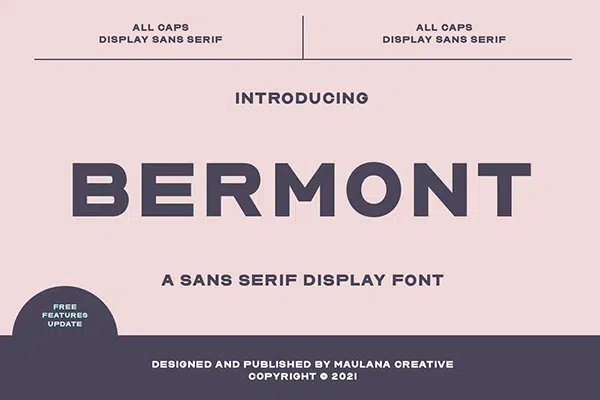 ALL CAPS
DISPLAY SANS SERIF
ALL CAPS
DISPLAY SANS SERIF
INTRODUCING
BERMONT
A SANS SERIF DISPLAY FONT
FREE
FEATURES
UPDATE
DESIGNED AND PUBLISHED BY MAULANA CREATIVE
COPYRIGHT © 2021